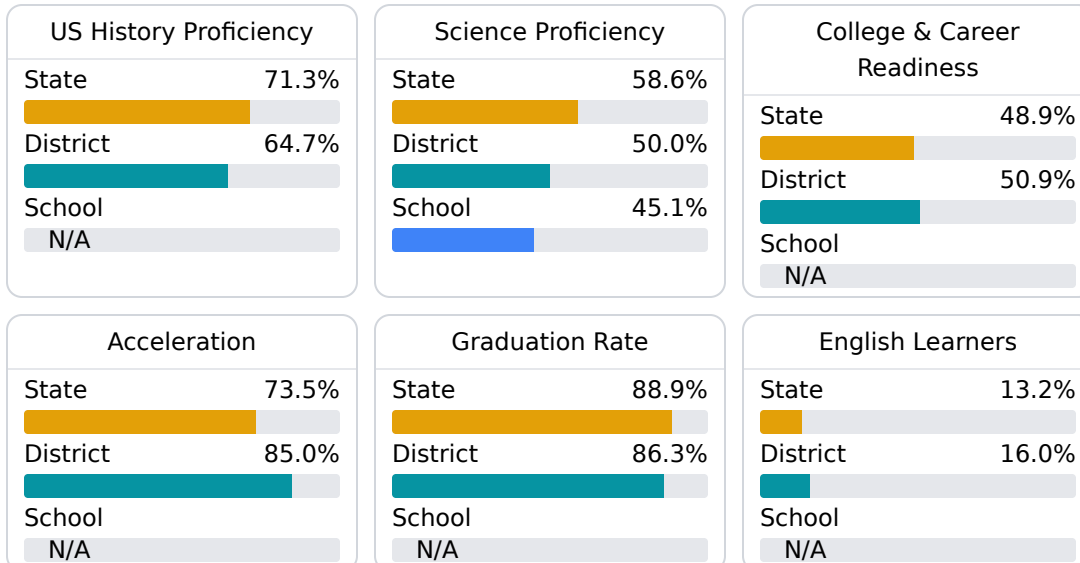 US History Proficiency
State 71.3%
District 64.7%
School
N/A
Science Proficiency
State 58.6%
District 50.0%
School 45.1%
College & Career
Readiness
State 48.9%
District 50.9%
School
N/A
Acceleration
State 73.5%
District 85.0%
School
N/A
Graduation Rate
State 88.9%
District 86.3%
School
N/A
English Learners
State 13.2%
District 16.0%
School
N/A